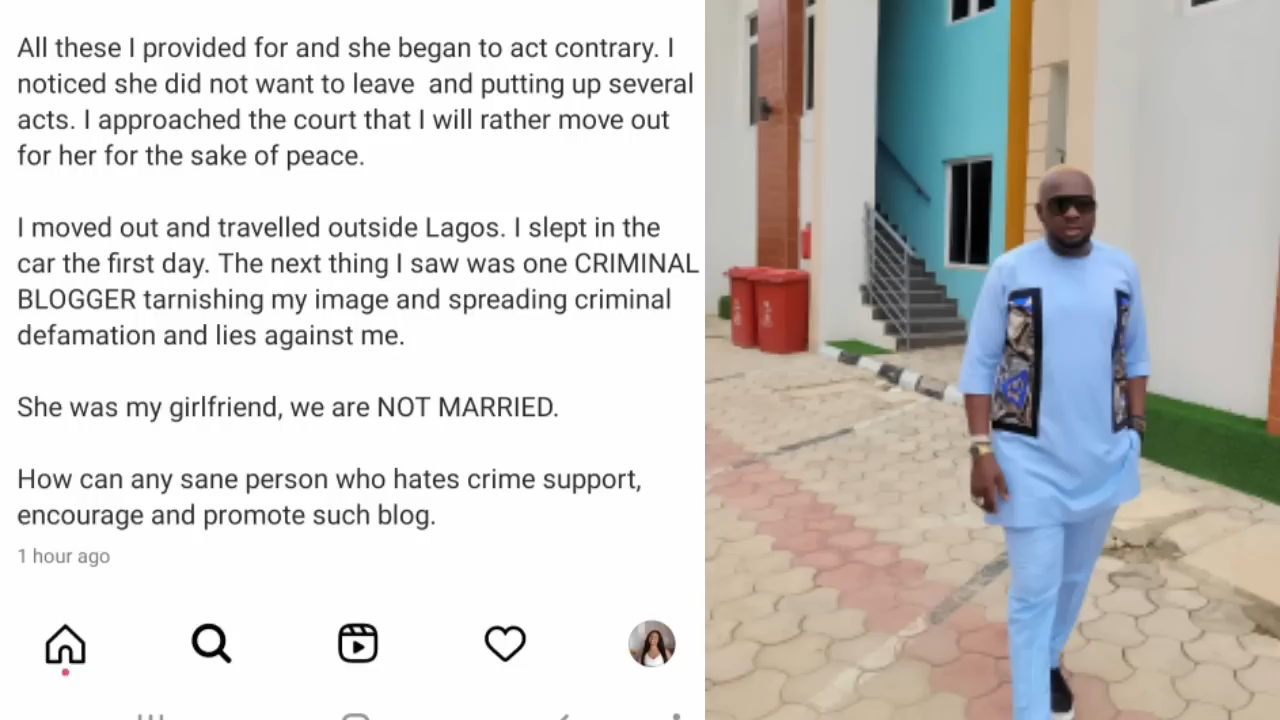 All these I provided for and she began to act contrary. I
noticed she did not want to leave  and putting up several
acts. I approached the court that I will rather move out
for her for the sake of peace.
I moved out and travelled outside Lagos. I slept in the
car the first day. The next thing I saw was one CRIMINAL
BLOGGER tarnishing my image and spreading criminal
defamation and lies against me.
She was my girlfriend, we are NOT MARRIED.
How can any sane person who hates crime support,
encourage and promote such blog.
1 hour ago